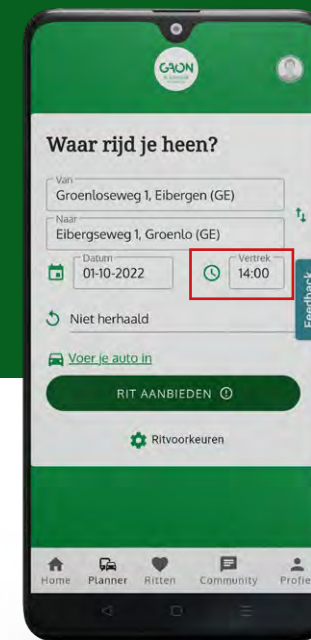 GAON
Waar rijd je heen?
Van
Groenloseweg 1, Eibergen (GE)
Naar
Eibergseweg 1, Groenlo (GE)
Datum
01-10-2022
Vertrek
14:00
Feedback
Niet herhaald
Voer je auto in
RIT AANBIEDEN
Ritvoorkeuren
Home Planner Ritten Community Profie